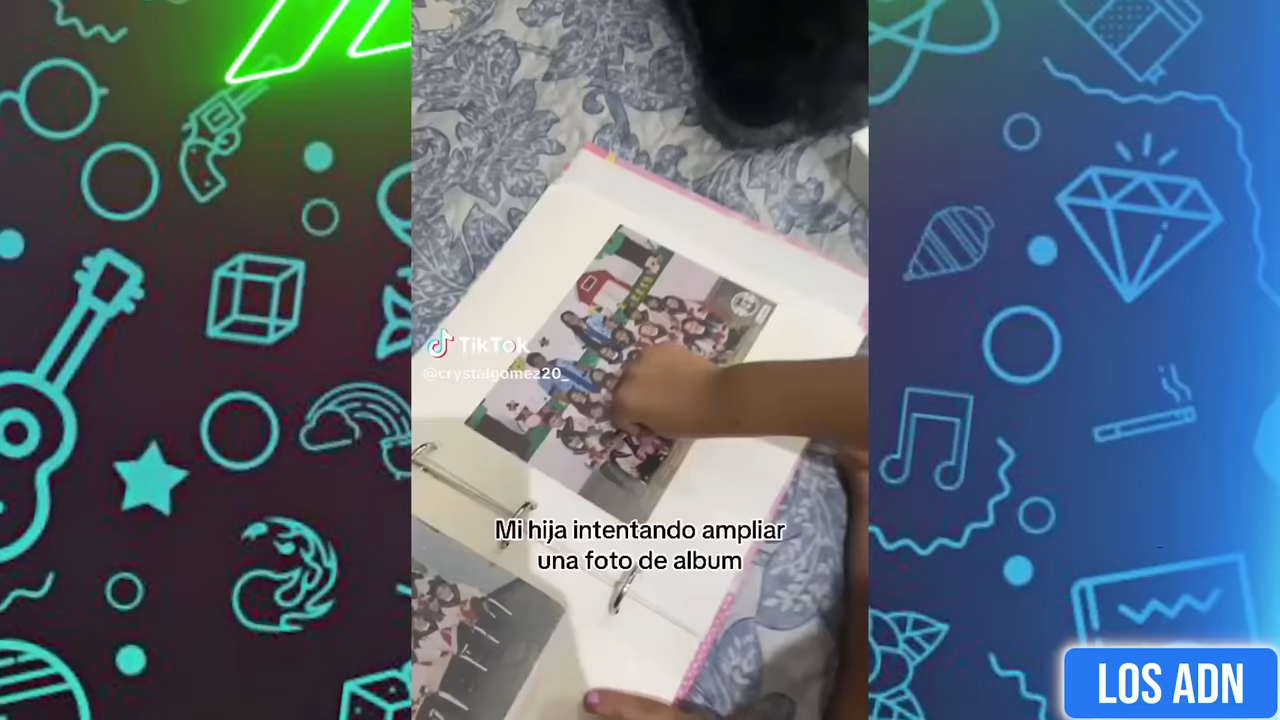 TikTok
@crystalgomez20_
Mi hija intentando ampliar
una foto de album
LOS ADN